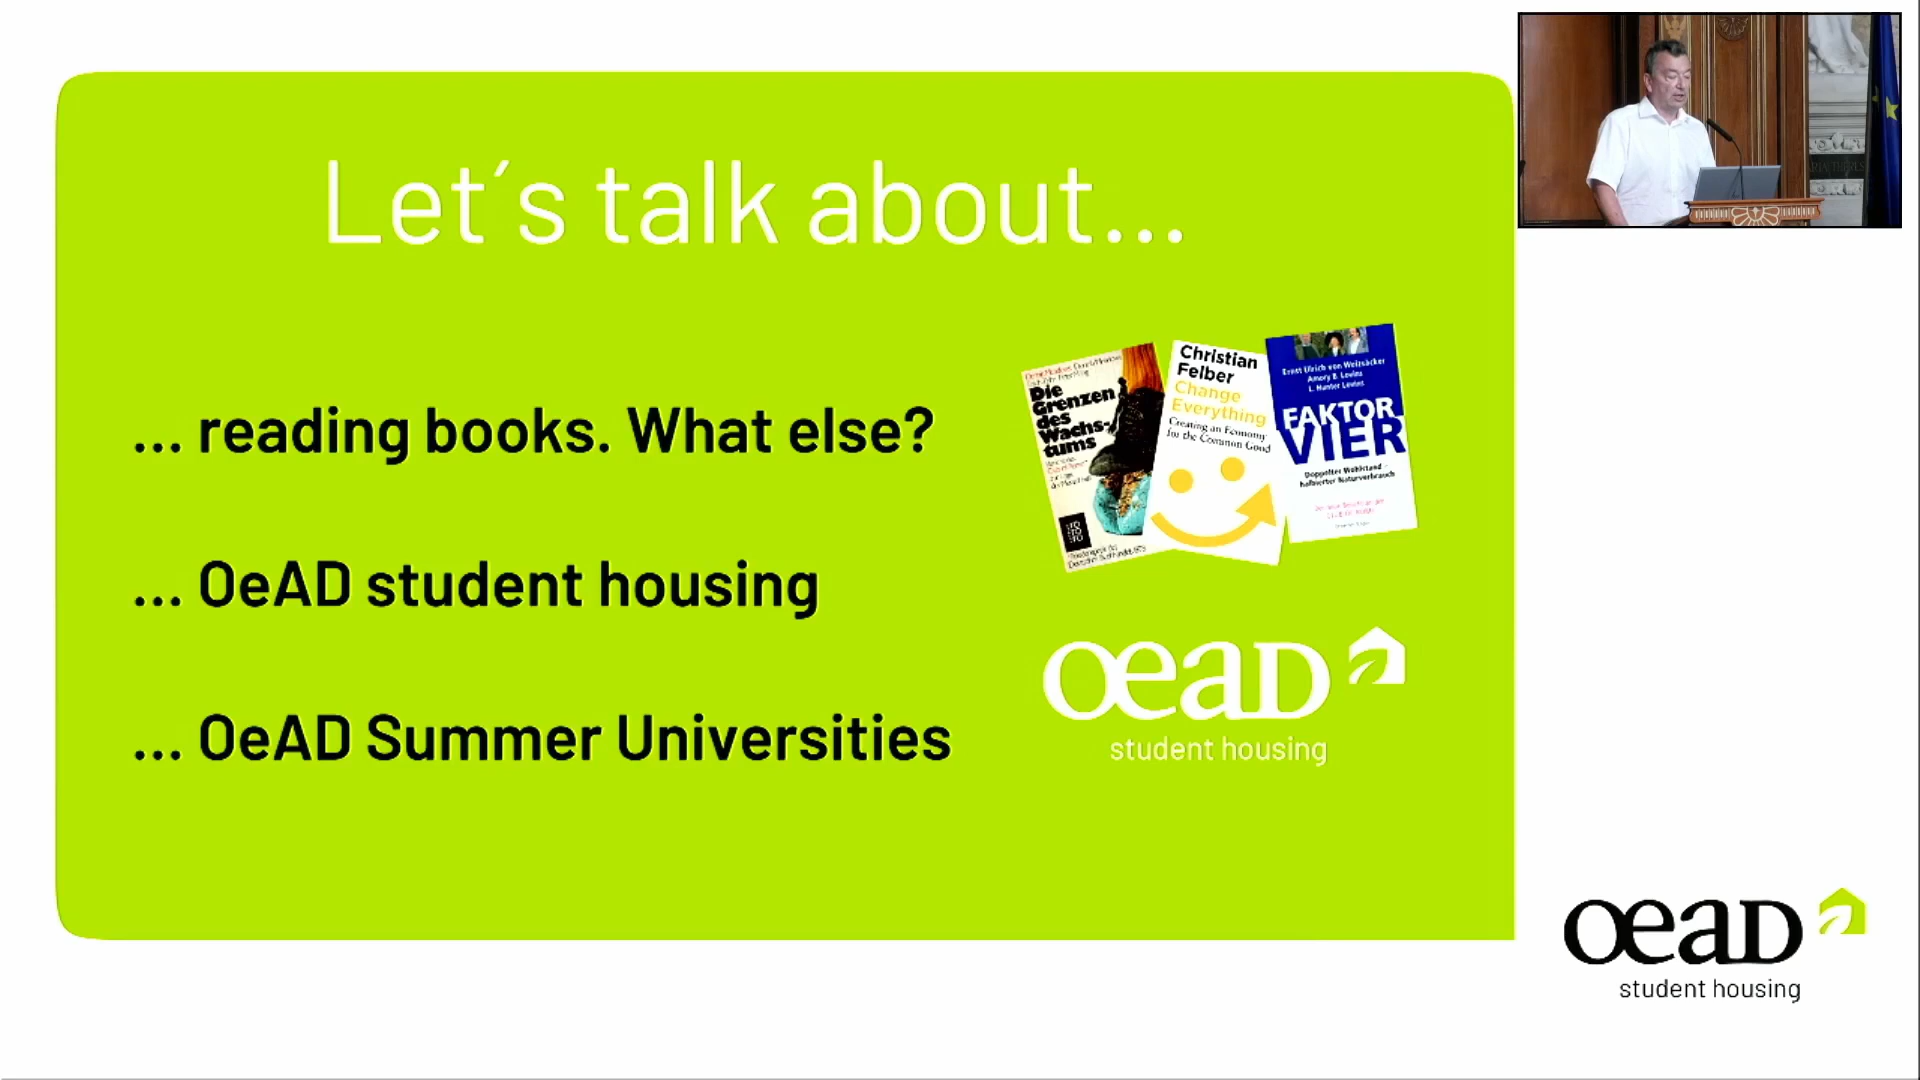 Let´s talk about...
... reading books. What else?
... OeAD student housing
... OeAD Summer Universities
Die
Grenzen
des
Wachs-
tums
Christian
Felber
Change
Everything
Creating an Economy
for the Common Good
Ernst Ulrich von Weizsäcker
Amory B. Lovins
L. Hunter Lovins
FAKTOR
VIER
Doppelter Wohlstand –
halbierter Naturverbrauch
oeaD
student housing
oeaD
student housing